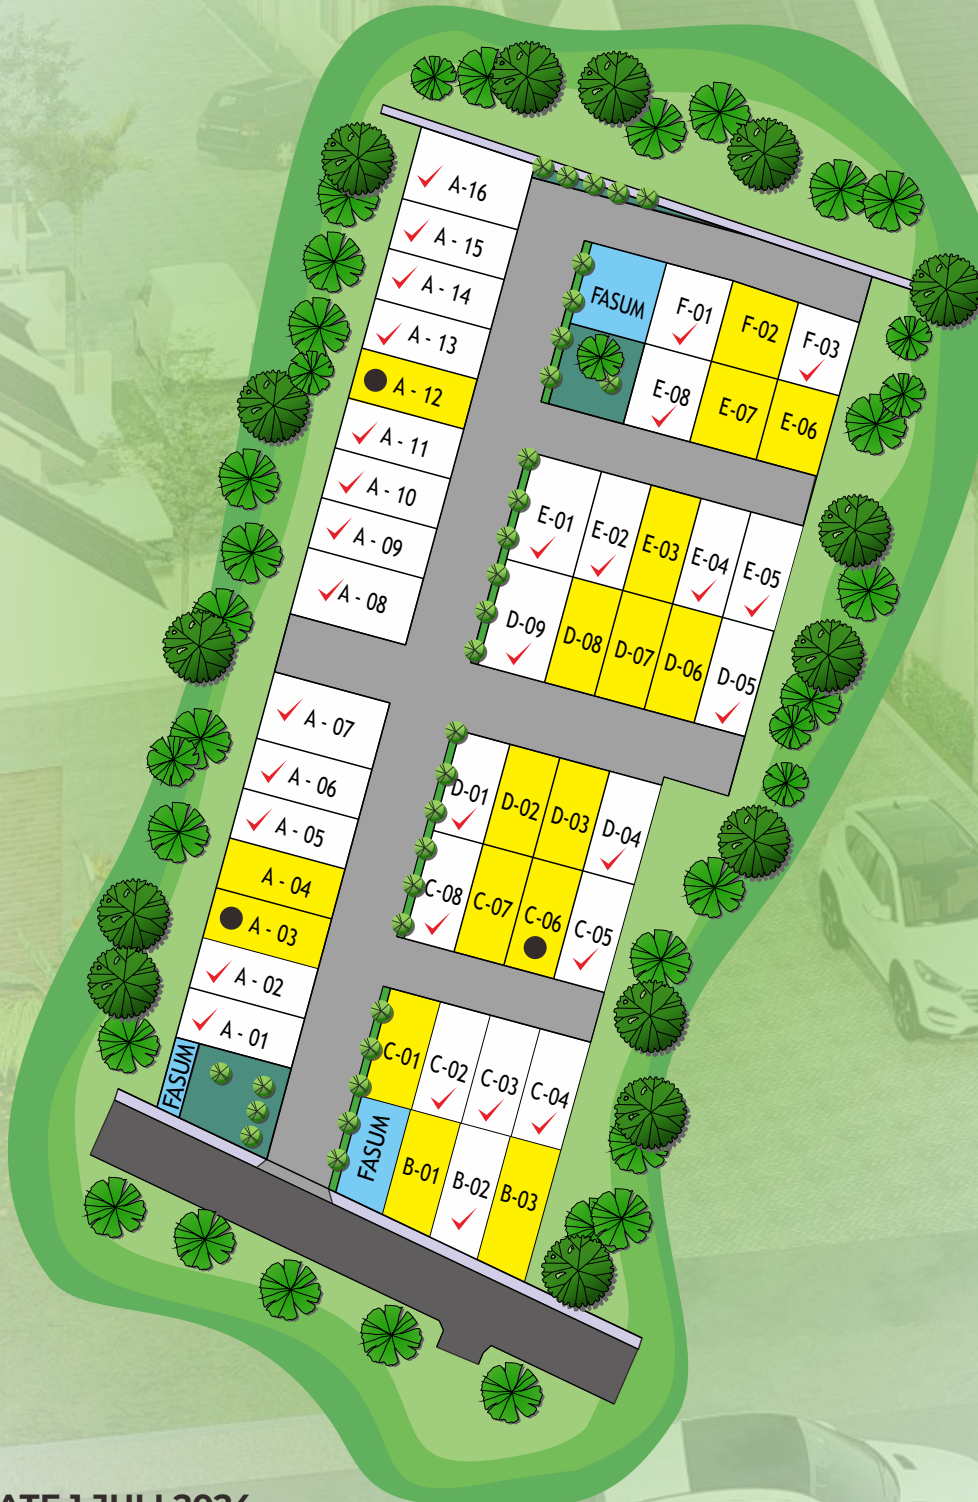 A-16
A - 15
A - 14
A - 13
A - 12
A - 11
A - 10
A - 09
A - 08
A - 07
A - 06
A - 05
A - 04
A - 03
A - 02
A - 01
FASUM
FASUM
F-01
F-02
F-03
E-08
E-07
E-06
E-01
E-02
E-03
E-04
E-05
D-09
D-08
D-07
D-06
D-05
D-01
D-02
D-03
D-04
C-08
C-07
C-06
C-05
C-01
C-02
C-03
C-04
FASUM
B-01
B-02
B-03